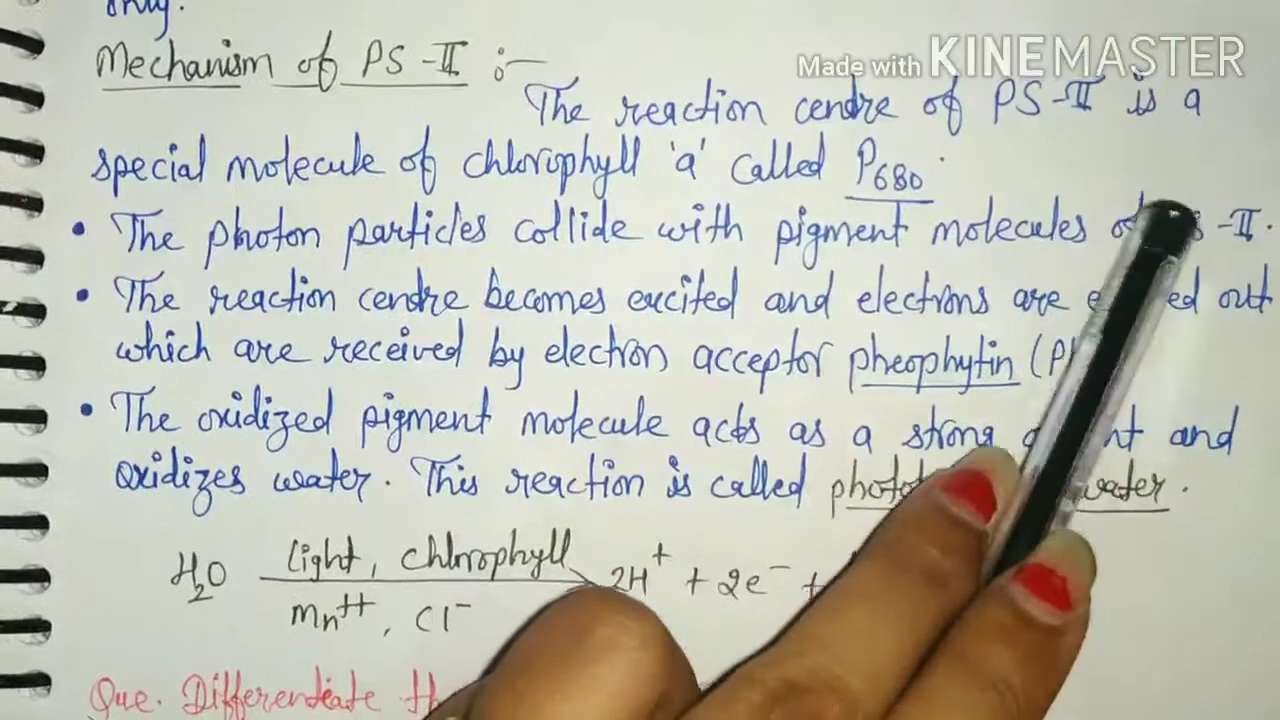 only.
Made with KINEMASTER
Mechanism of PS-II :-
The reaction centre of PS-II is a
special molecule of chlorophyll 'a' called P680.
• The photon particles collide with pigment molecules of -II.
• The reaction centre becomes excited and electrons are out
which are received by electron acceptor pheophytin
• The oxidized pigment molecule acts as a strong and
oxidizes water. This reaction is called water.
H2O light, chlorophyll 2H+ + 2e- +
Mn++, Cl-
Que. Differentiate